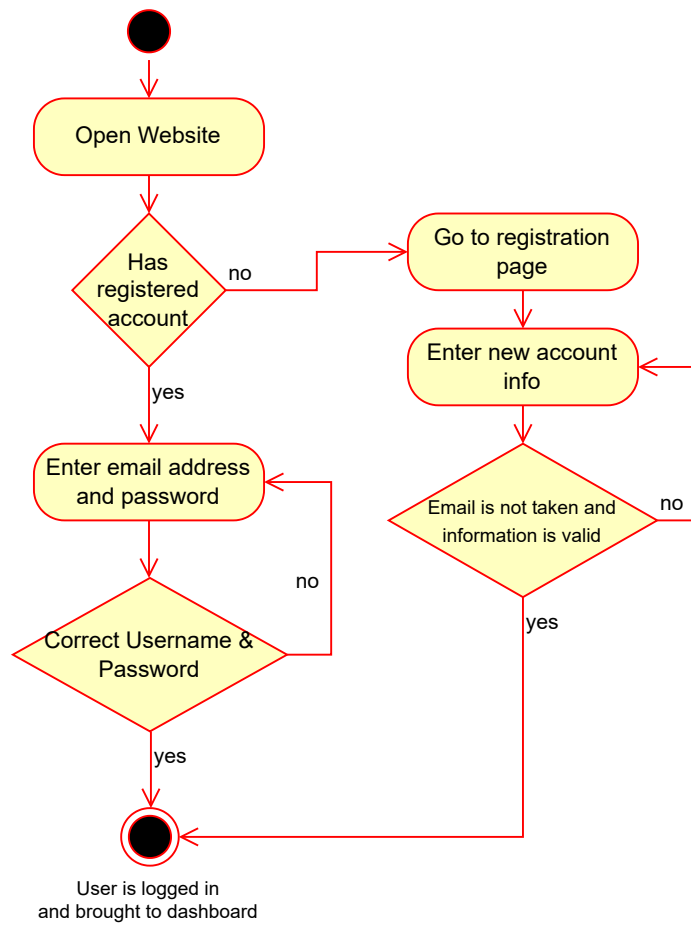 Open Website
Has
registered
account
no
Go to registration
page
Enter new account
info
yes
Enter email address
and password
Email is not taken and
information is valid
no
no
yes
Correct Username &
Password
yes
User is logged in
and brought to dashboard